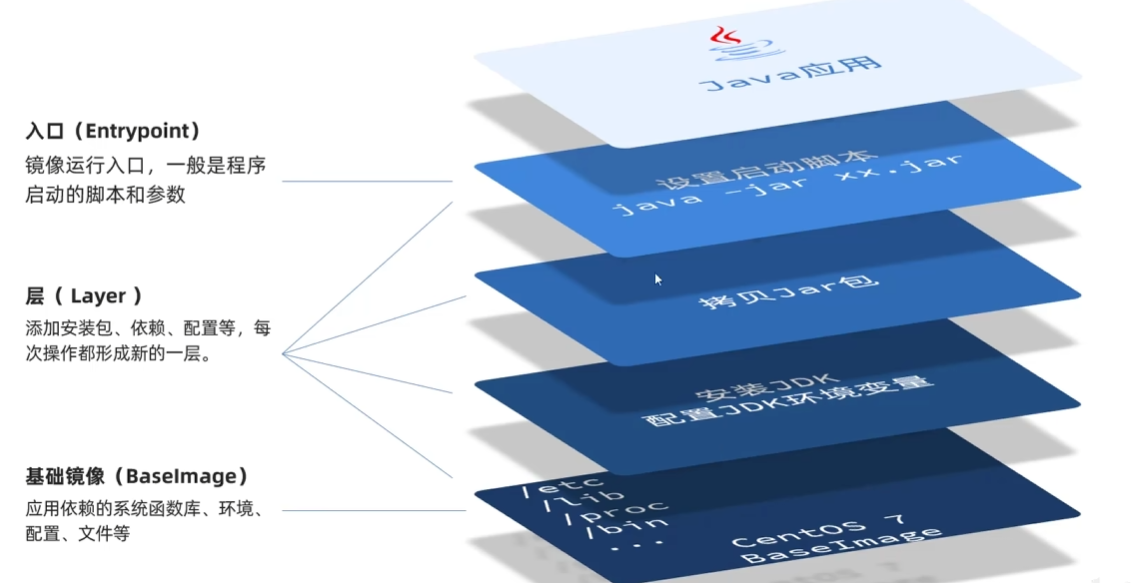 入口（Entrypoint）
镜像运行入口，一般是程序
启动的脚本和参数
层（ Layer ）
添加安装包、依赖、配置等，每
次操作都形成新的一层。
基础镜像（BaseImage）
应用依赖的系统函数库、环境、
配置、文件等
Java应用
设置启动脚本
java -jar xx.jar
拷贝Jar包
安装JDK
配置JDK环境变量
/etc
/lib
/proc
/bin
...
CentOS 7
BaseImage